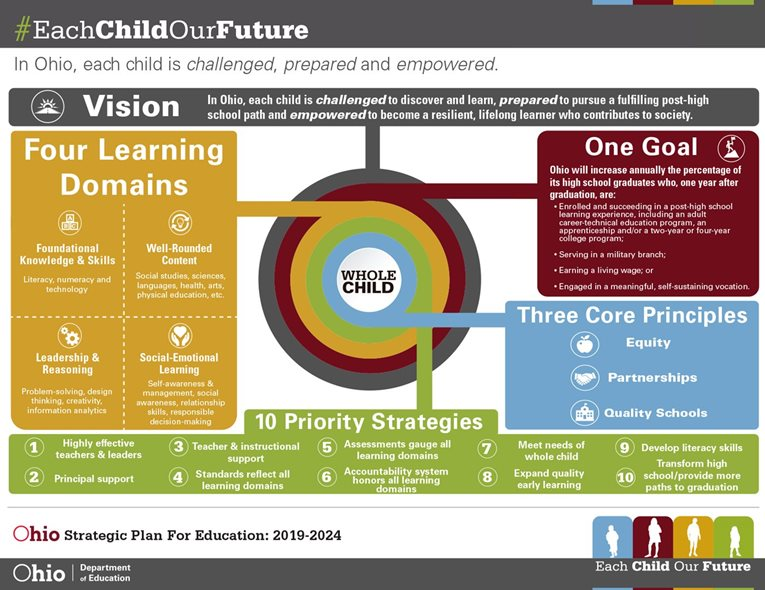 #EachChildOurFuture
In Ohio, each child is challenged, prepared and empowered.
Vision
In Ohio, each child is challenged to discover and learn, prepared to pursue a fulfilling post-high
school path and empowered to become a resilient, lifelong learner who contributes to society.
Four Learning
Domains
ABC
Foundational
Knowledge & Skills
Literacy, numeracy and
technology
Well-Rounded
Content
Social studies, sciences,
languages, health, arts,
physical education, etc.
Leadership &
Reasoning
Problem-solving, design
thinking, creativity,
information analytics
Social-Emotional
Learning
Self-awareness &
management, social
awareness, relationship
skills, responsible
decision-making
WHOLE
CHILD
One Goal
Ohio will increase annually the percentage of
its high school graduates who, one year after
graduation, are:
• Enrolled and succeeding in a post-high school
learning experience, including an adult
career-technical education program, an
apprenticeship and/or a two-year or four-year
college program;
• Serving in a military branch;
• Earning a living wage; or
• Engaged in a meaningful, self-sustaining vocation.
Three Core Principles
Equity
Partnerships
Quality Schools
10 Priority Strategies
1 Highly effective
teachers & leaders
2 Principal support
3 Teacher & instructional
support
4 Standards reflect all
learning domains
5 Assessments gauge all
learning domains
6 Accountability system
honors all learning
domains
7 Meet needs of
whole child
8 Expand quality
early learning
9 Develop literacy skills
10 Transform high
school/provide more
paths to graduation
Ohio Strategic Plan For Education: 2019-2024
Each Child Our Future
Ohio | Department
of Education